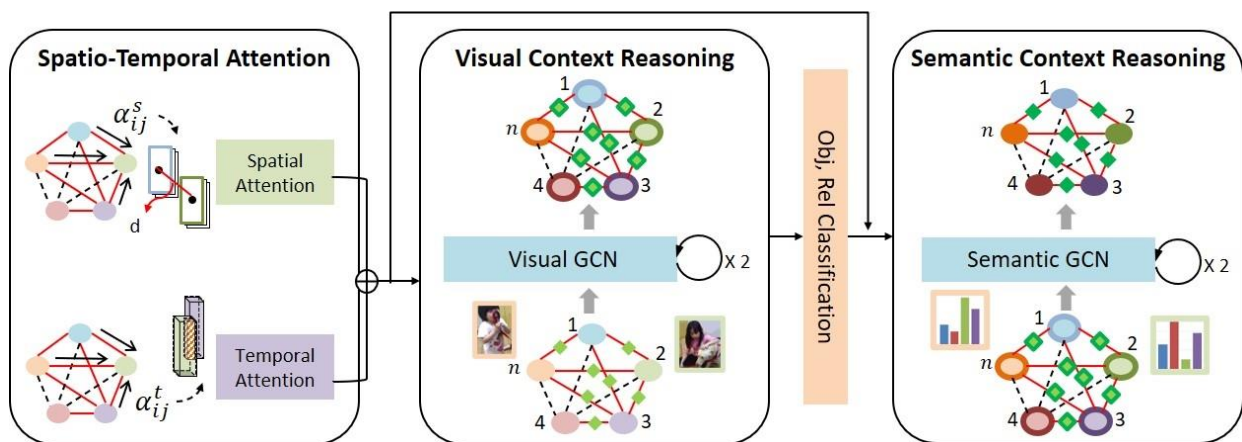 Spatio-Temporal Attention
α_{ij}^{s}
Spatial
Attention
d
α_{ij}^{t}
Temporal
Attention
Visual Context Reasoning
1
2
n
4
3
Visual GCN
X 2
1
2
n
4
3
Obj, Rel Classification
Semantic Context Reasoning
1
2
n
4
3
Semantic GCN
X 2
1
2
n
4
3